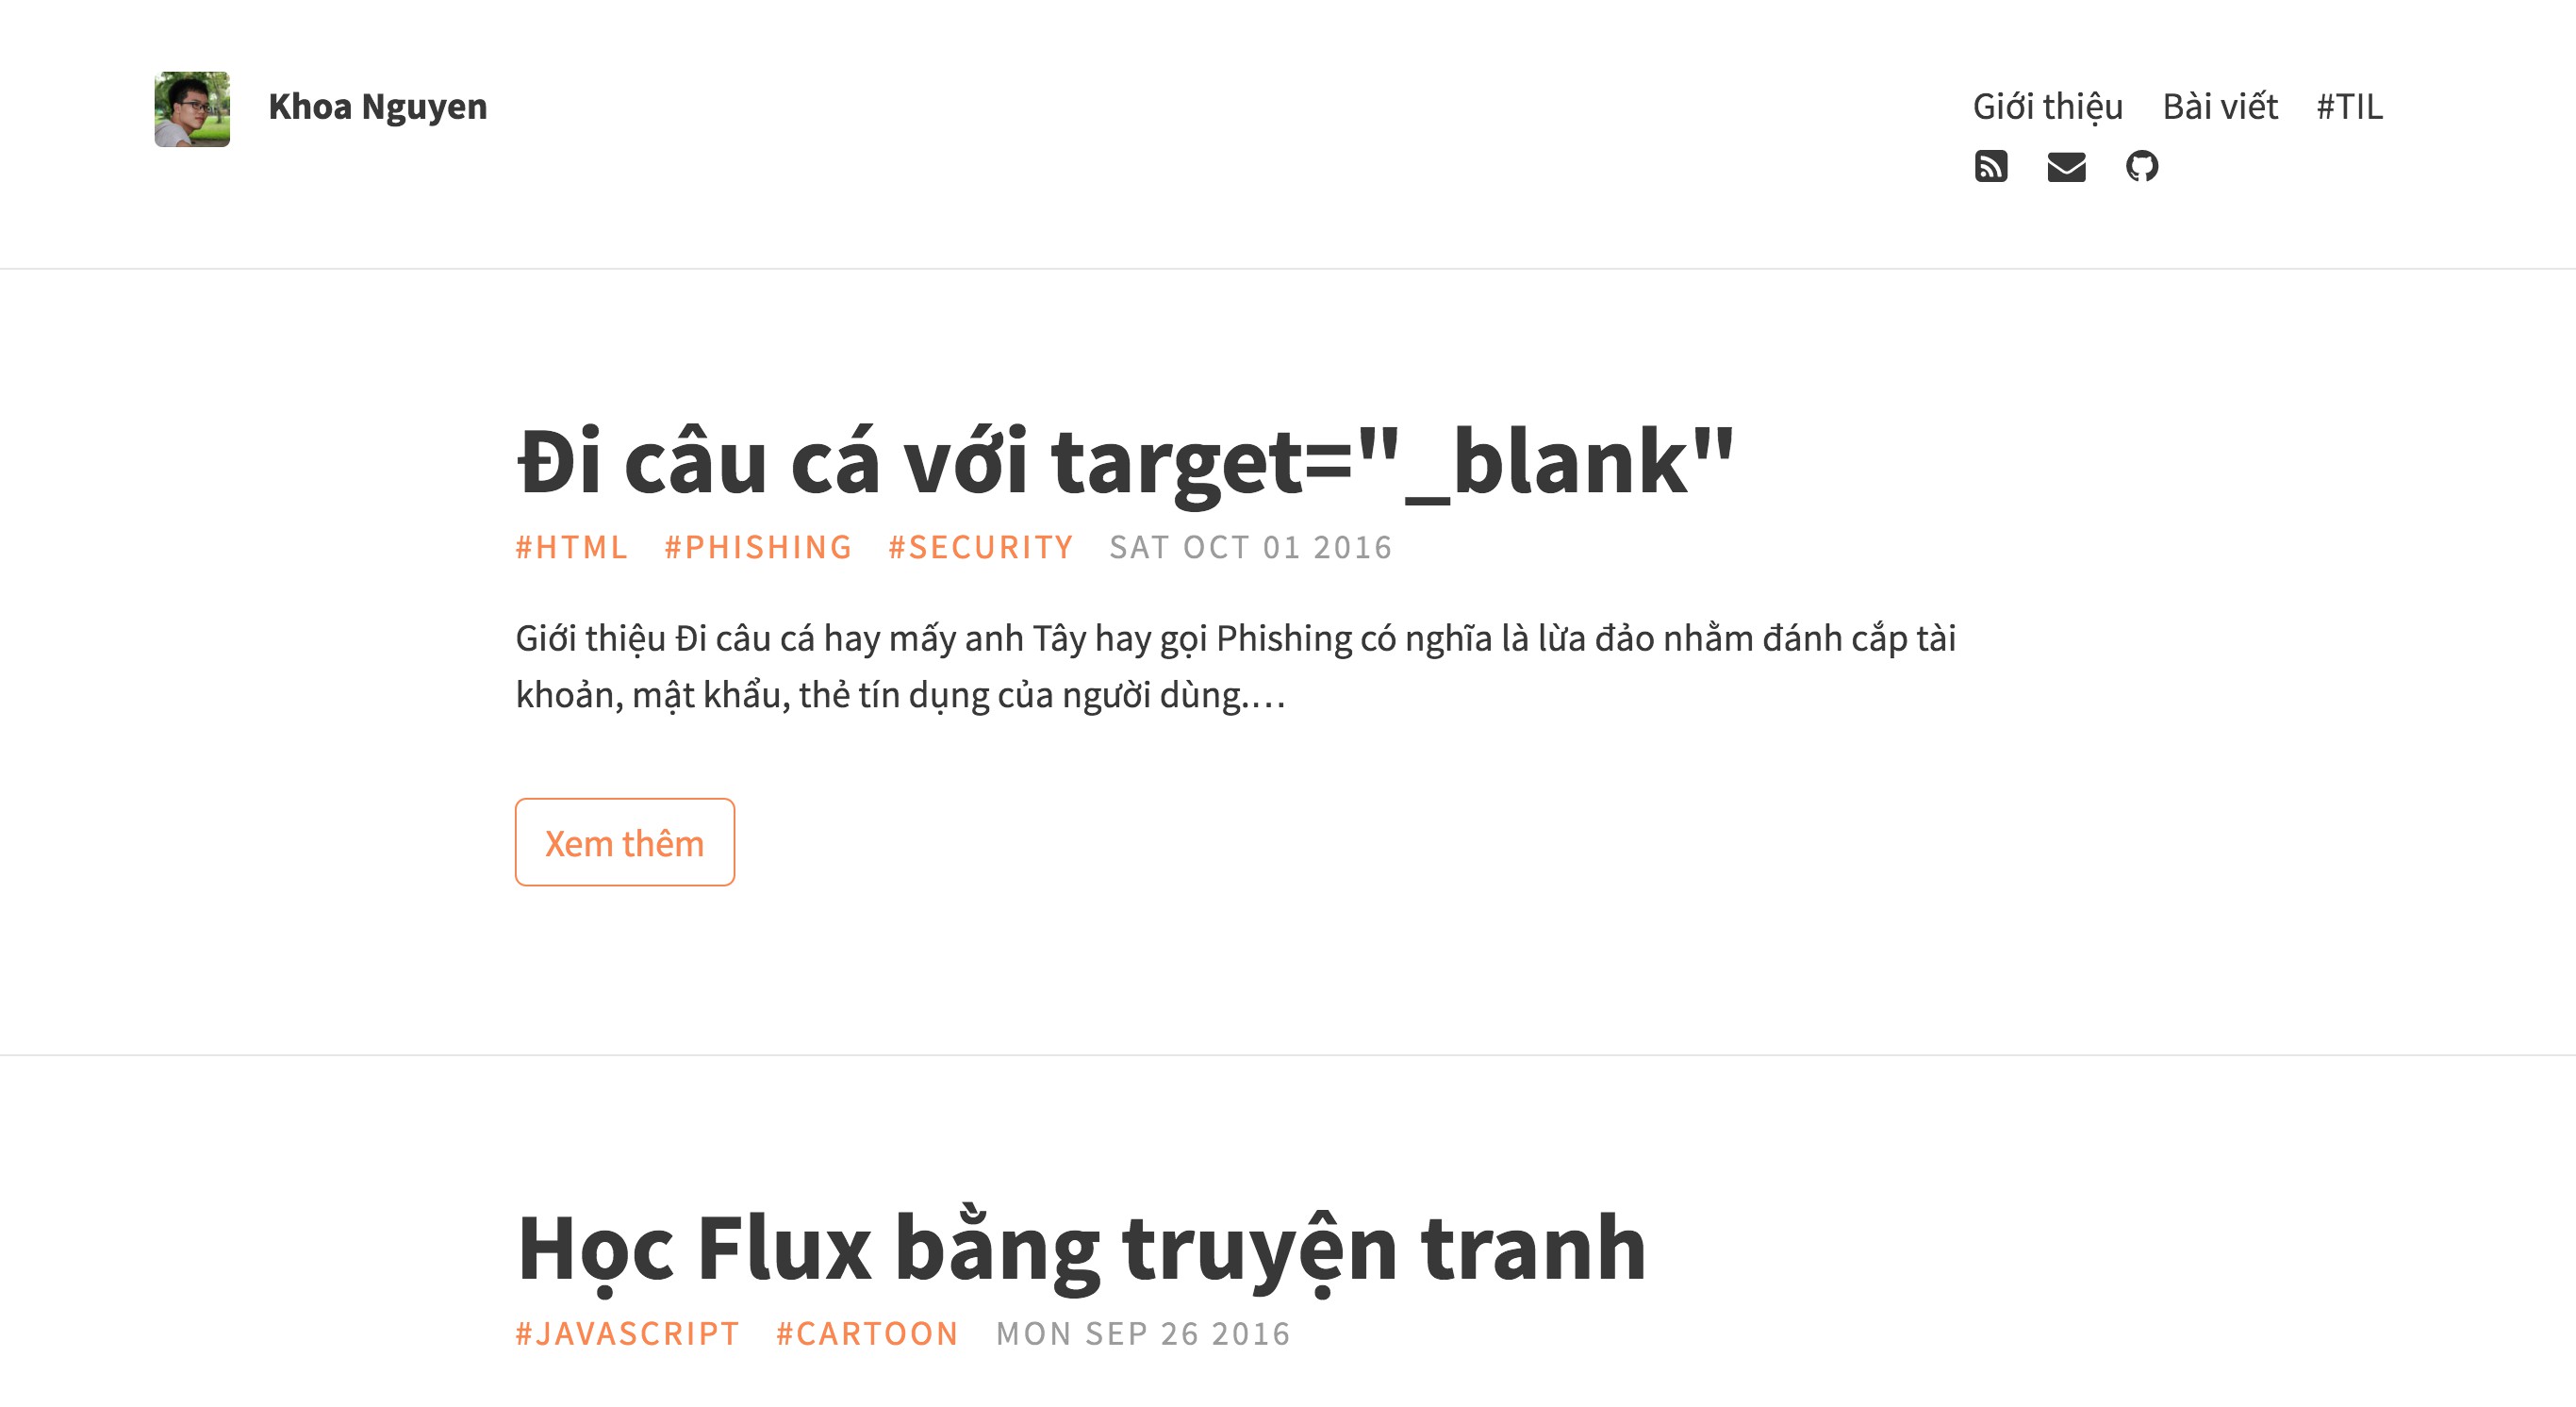 Khoa Nguyen
Giới thiệu Bài viết #TIL
Đi câu cá với target="_blank"
#HTML #PHISHING #SECURITY SAT OCT 01 2016
Giới thiệu Đi câu cá hay mấy anh Tây hay gọi Phishing có nghĩa là lừa đảo nhằm đánh cắp tài
khoản, mật khẩu, thẻ tín dụng của người dùng.…
Xem thêm
Học Flux bằng truyện tranh
#JAVASCRIPT #CARTOON MON SEP 26 2016